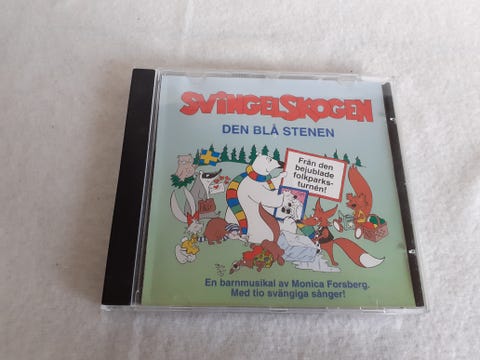 SVINGELSKOGEN
DEN BLÅ STENEN
Från den
bejublade
folkparks-
turnén!
En barnmusikal av Monica Forsberg.
Med tio svängiga sånger!